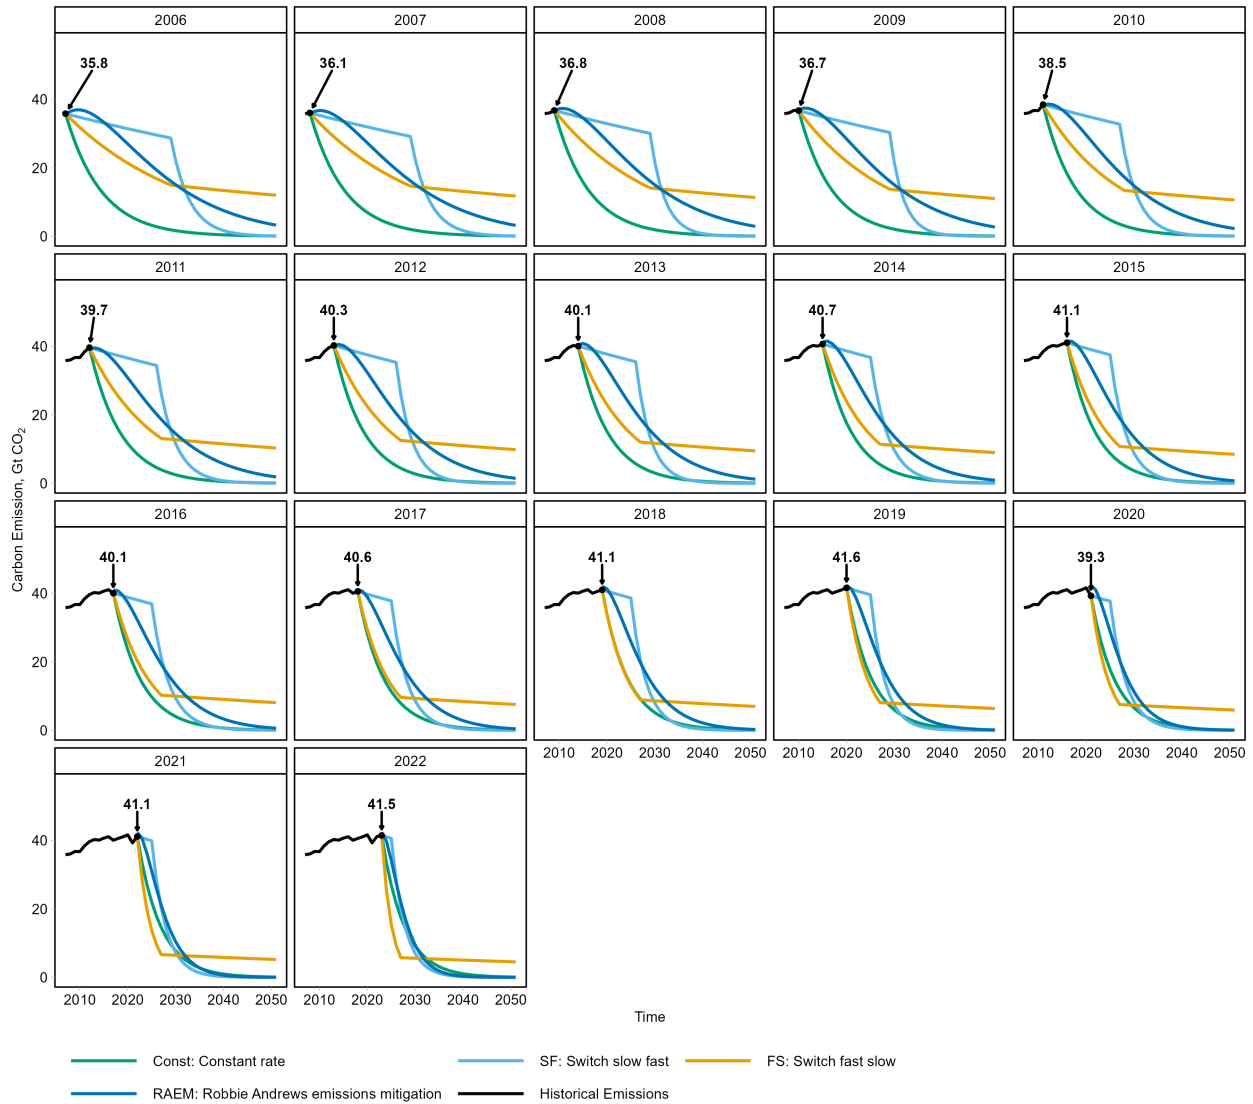 2006 2007 2008 2009 2010
35.8 36.1 36.8 36.7 38.5
40
20
0
2011 2012 2013 2014 2015
39.7 40.3 40.1 40.7 41.1
40
20
0
Carbon Emission, Gt CO₂
2016 2017 2018 2019 2020
40.1 40.6 41.1 41.6 39.3
40
20
0
2010 2020 2030 2040 2050 2010 2020 2030 2040 2050 2010 2020 2030 2040 2050
2021 2022
41.1 41.5
40
20
0
2010 2020 2030 2040 2050 2010 2020 2030 2040 2050
Time
Const: Constant rate SF: Switch slow fast FS: Switch fast slow
RAEM: Robbie Andrews emissions mitigation Historical Emissions